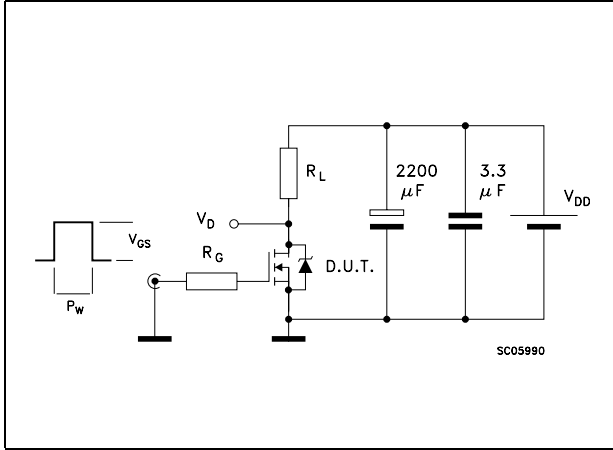 R_L
2200
μF
3.3
μF
V_DD
V_D
V_GS
R_G
D.U.T.
P_W
SC05990